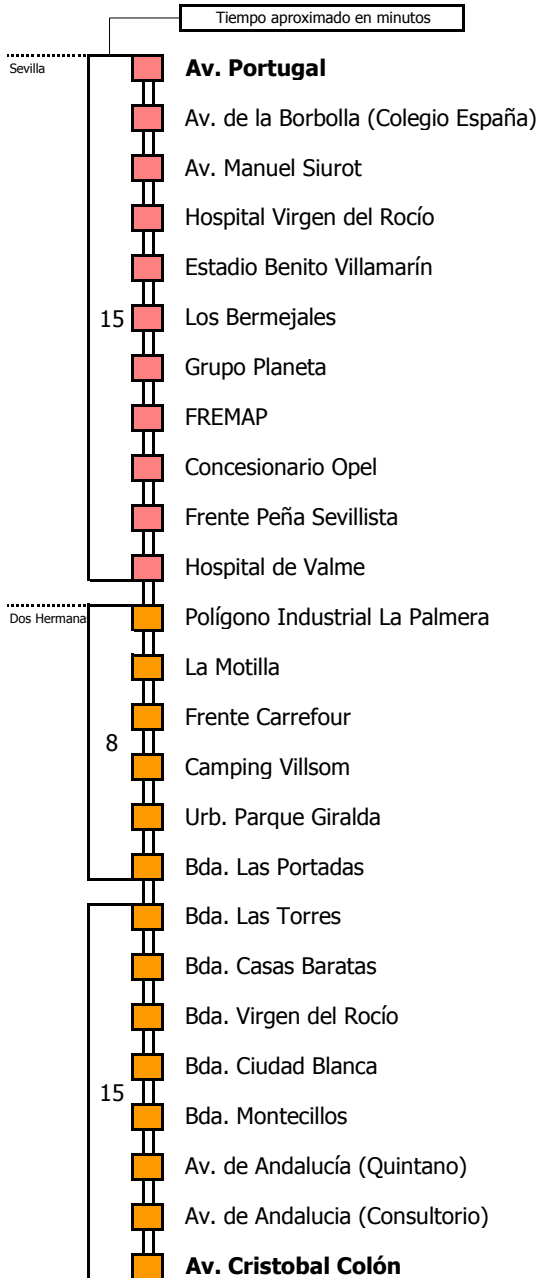 Tiempo aproximado en minutos
Sevilla
Av. Portugal
Av. de la Borbolla (Colegio España)
Av. Manuel Siurot
Hospital Virgen del Rocío
Estadio Benito Villamarín
15
Los Bermejales
Grupo Planeta
FREMAP
Concesionario Opel
Frente Peña Sevillista
Hospital de Valme
Dos Hermana
Polígono Industrial La Palmera
La Motilla
Frente Carrefour
8
Camping Villsom
Urb. Parque Giralda
Bda. Las Portadas
Bda. Las Torres
Bda. Casas Baratas
Bda. Virgen del Rocío
Bda. Ciudad Blanca
15
Bda. Montecillos
Av. de Andalucía (Quintano)
Av. de Andalucia (Consultorio)
Av. Cristobal Colón